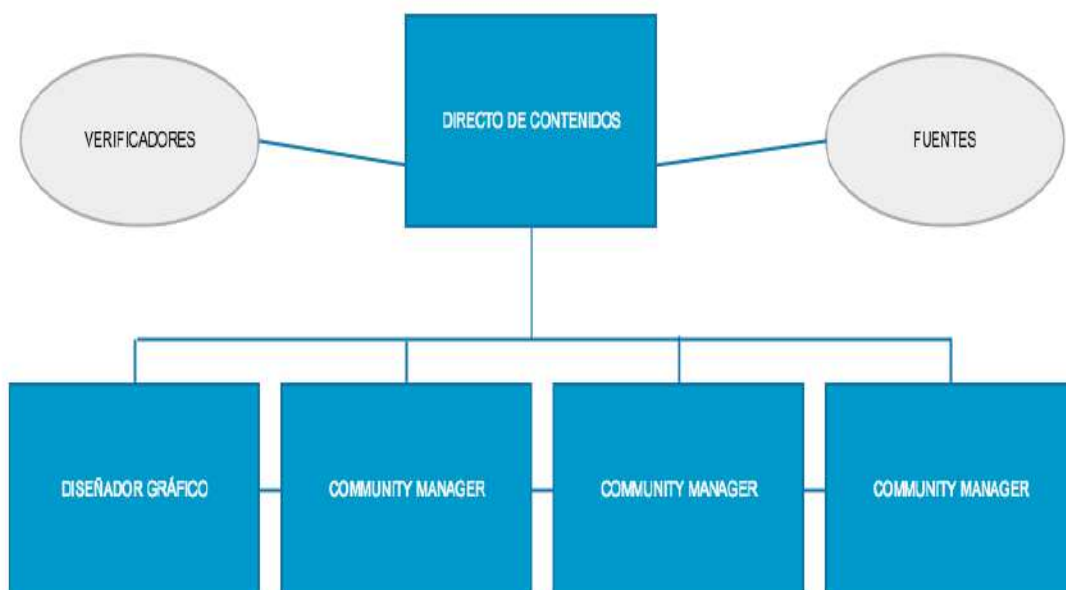 VERIFICADORES
DIRECTO DE CONTENIDOS
FUENTES
DISEÑADOR GRÁFICO
COMMUNITY MANAGER
COMMUNITY MANAGER
COMMUNITY MANAGER